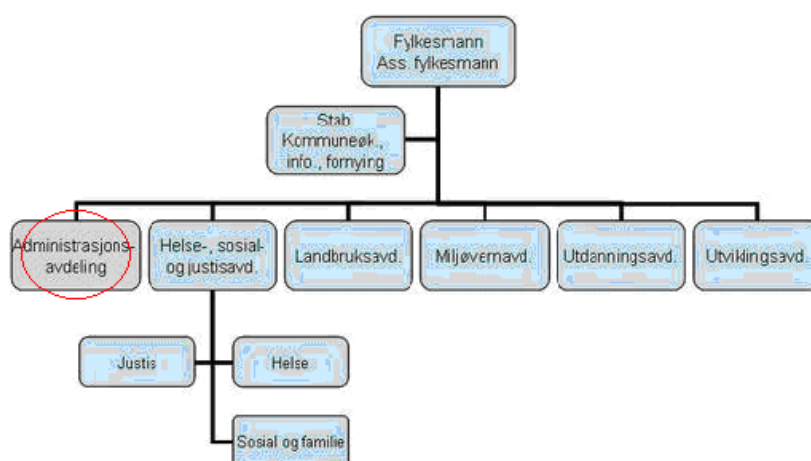 Fylkesmann
Ass. fylkesmann
Stab
Kommuneøk.,
info., fornying
Administrasjons-
avdeling
Helse-, sosial-
og justisavd.
Landbruksavd.
Miljøvernavd.
Utdanningsavd.
Utviklingsavd.
Justis
Helse
Sosial og familie